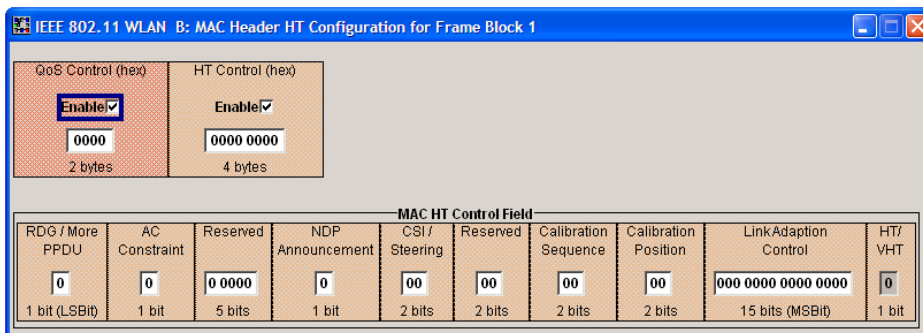 IEEE 802.11 WLAN B: MAC Header HT Configuration for Frame Block 1
QoS Control (hex) HT Control (hex)
Enable Enable
0000 0000 0000
2 bytes 4 bytes
MAC HT Control Field
RDG / More AC Reserved NDP CSI / Reserved Calibration Calibration Link Adaption HT/
PPDU Constraint Announcement Steering Sequence Position Control VHT
0 0 0 0000 0 00 00 00 00 000 0000 0000 0000 0
1 bit (LSBit) 1 bit 5 bits 1 bit 2 bits 2 bits 2 bits 2 bits 15 bits (MSBit) 1 bit